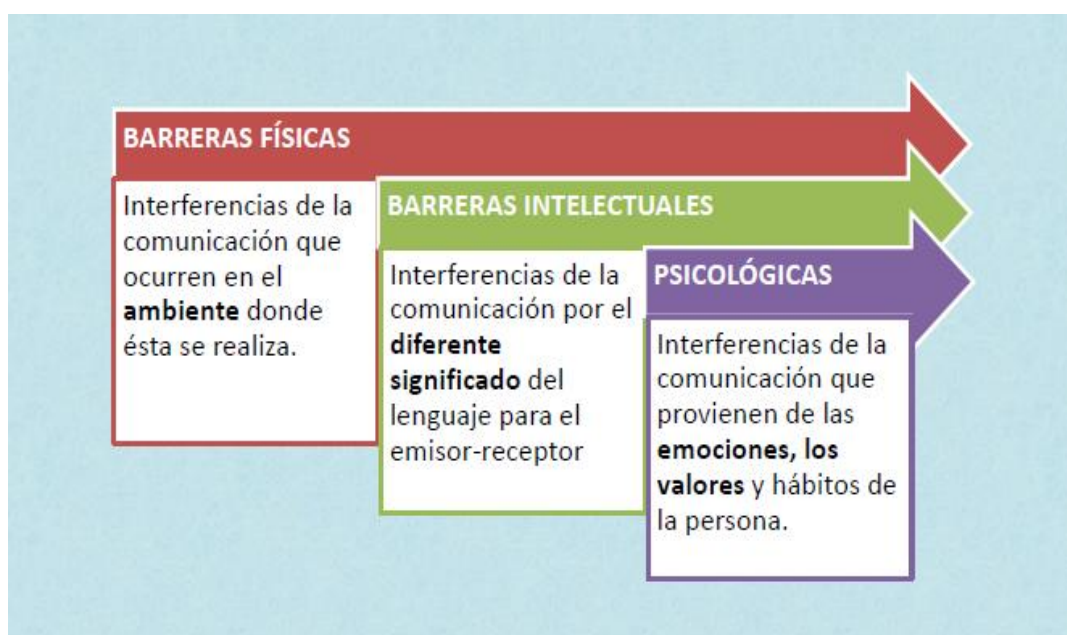 BARRERAS FÍSICAS
Interferencias de la
comunicación que
ocurren en el
ambiente donde
ésta se realiza.
BARRERAS INTELECTUALES
Interferencias de la
comunicación por el
diferente
significado del
lenguaje para el
emisor-receptor
PSICOLÓGICAS
Interferencias de la
comunicación que
provienen de las
emociones, los
valores y hábitos de
la persona.